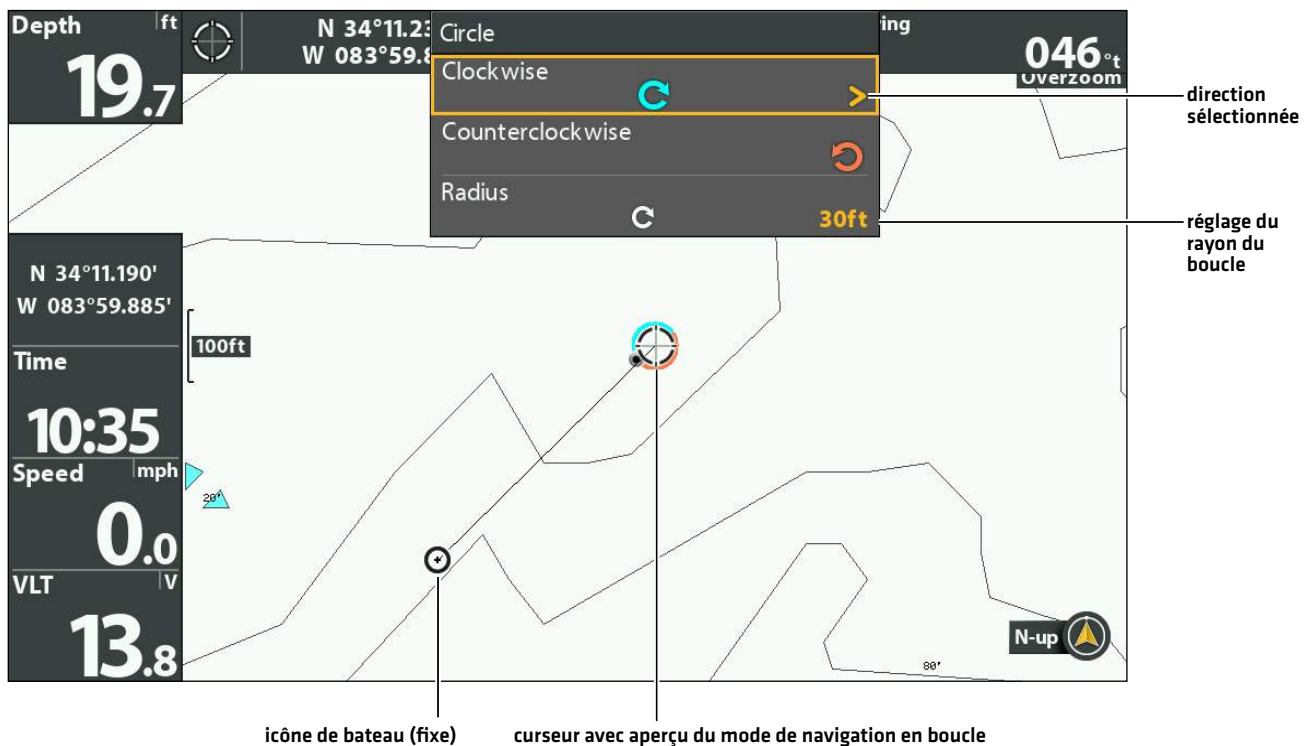 Depth ft
19.7
N 34°11.23
W 083°59.8
Circle
Clockwise
Counterclockwise
Radius
30ft
ing
046°t
Overzoom
direction
sélectionnée
réglage du
rayon du
boucle
N 34°11.190'
W 083°59.885'
100ft
Time
10:35
Speed mph
0.0
20'
VLT V
13.8
N-up
80'
icône de bateau (fixe)
curseur avec aperçu du mode de navigation en boucle